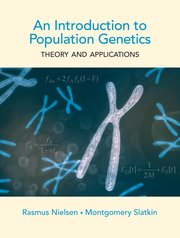 An Introduction to
Population Genetics
THEORY AND APPLICATIONS
Rasmus Nielsen • Montgomery Slatkin